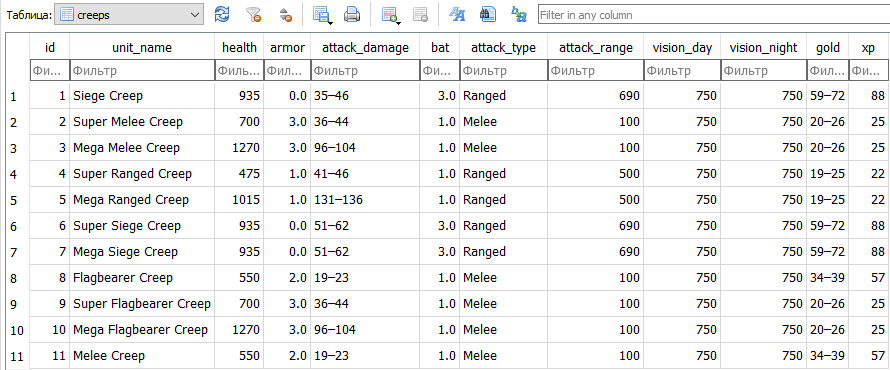 Таблица: creeps Filter in any column
id unit_name health armor attack_damage bat attack_type attack_range vision_day vision_night gold xp
Фи... Фильтр Филь... Фи... Фильтр Фи... Фильтр Фильтр Фильтр Фильтр Фи... Фи...
1 1 Siege Creep 935 0.0 35–46 3.0 Ranged 690 750 750 59–72 88
2 2 Super Melee Creep 700 3.0 36–44 1.0 Melee 100 750 750 20–26 25
3 3 Mega Melee Creep 1270 3.0 96–104 1.0 Melee 100 750 750 20–26 25
4 4 Super Ranged Creep 475 1.0 41–46 1.0 Ranged 500 750 750 19–25 22
5 5 Mega Ranged Creep 1015 1.0 131–136 1.0 Ranged 500 750 750 19–25 22
6 6 Super Siege Creep 935 0.0 51–62 3.0 Ranged 690 750 750 59–72 88
7 7 Mega Siege Creep 935 0.0 51–62 3.0 Ranged 690 750 750 59–72 88
8 8 Flagbearer Creep 550 2.0 19–23 1.0 Melee 100 750 750 34–39 57
9 9 Super Flagbearer Creep 700 3.0 36–44 1.0 Melee 100 750 750 20–26 25
10 10 Mega Flagbearer Creep 1270 3.0 96–104 1.0 Melee 100 750 750 20–26 25
11 11 Melee Creep 550 2.0 19–23 1.0 Melee 100 750 750 34–39 57